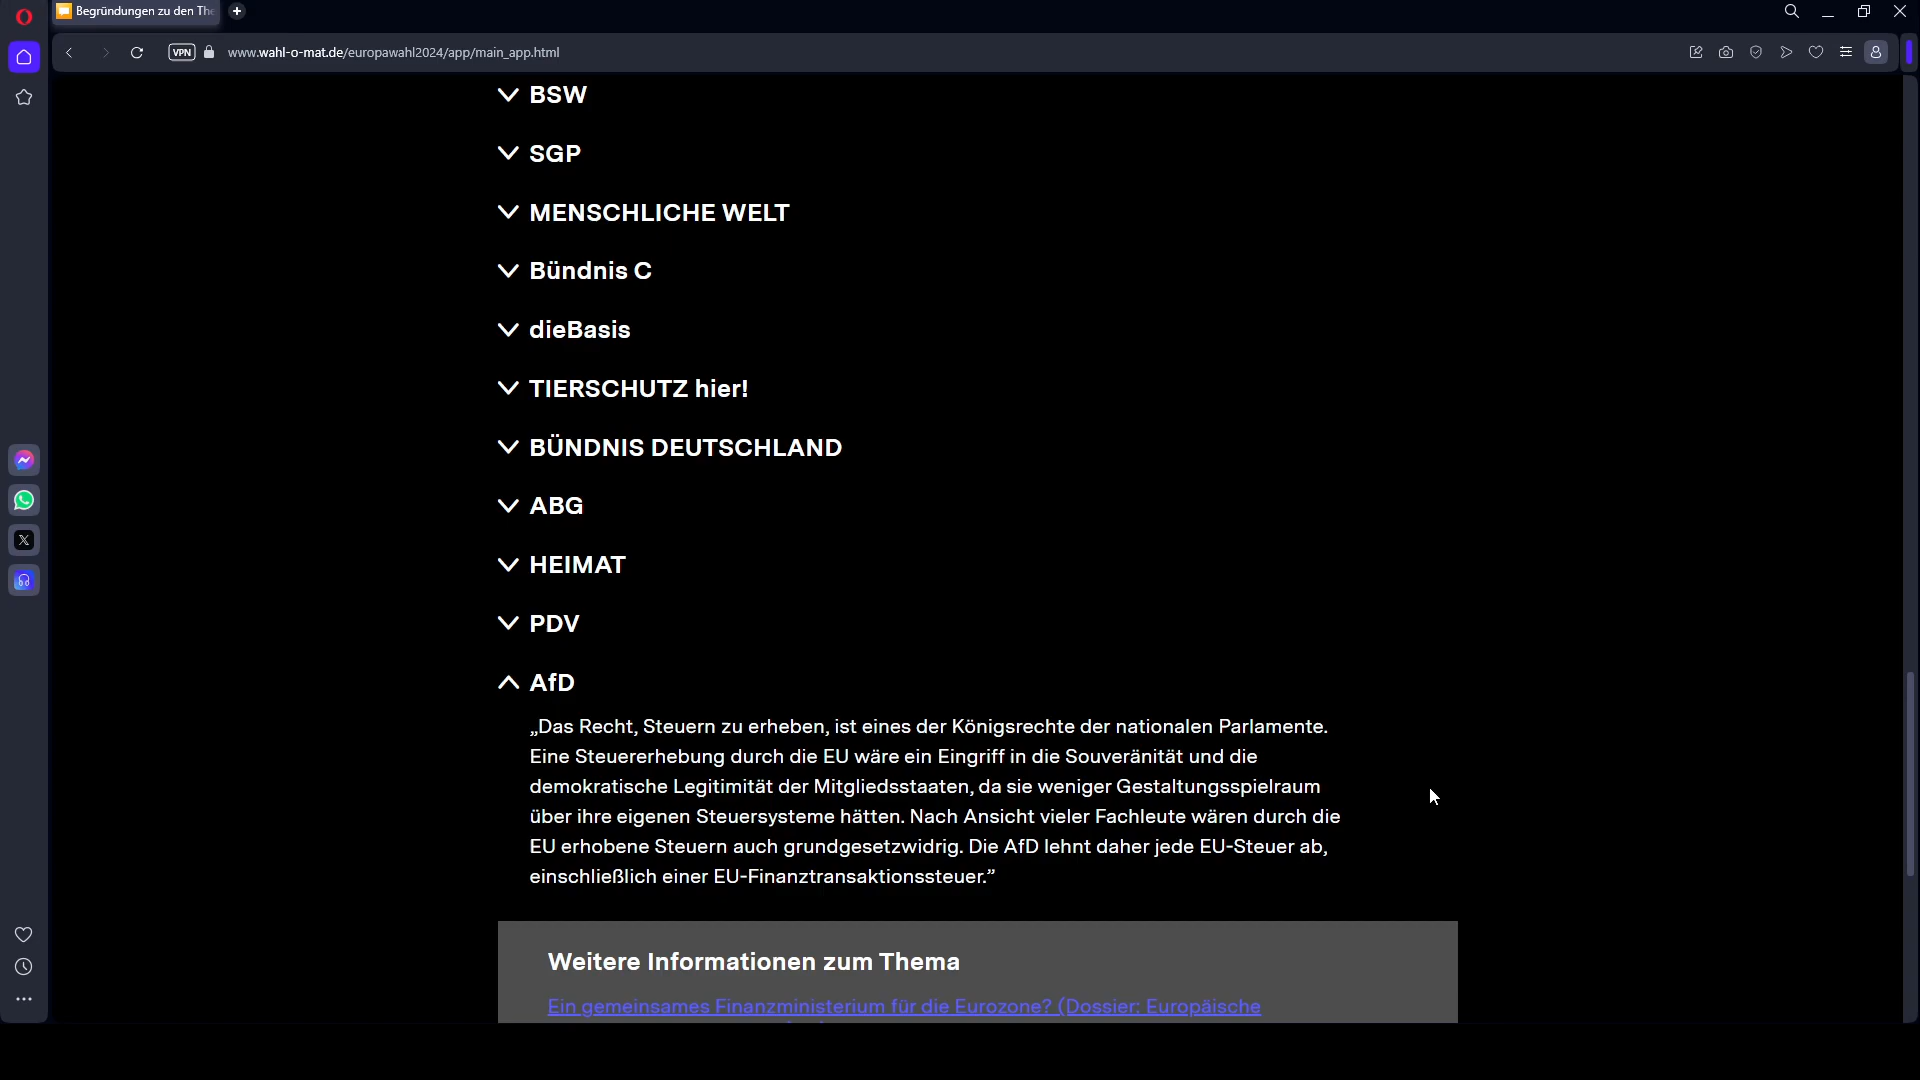 Begründungen zu den The
VPN
www.wahl-o-mat.de/europawahl2024/app/main_app.html
BSW
SGP
MENSCHLICHE WELT
Bündnis C
dieBasis
TIERSCHUTZ hier!
BÜNDNIS DEUTSCHLAND
ABG
HEIMAT
PDV
AfD
„Das Recht, Steuern zu erheben, ist eines der Königsrechte der nationalen Parlamente.
Eine Steuererhebung durch die EU wäre ein Eingriff in die Souveränität und die
demokratische Legitimität der Mitgliedsstaaten, da sie weniger Gestaltungsspielraum
über ihre eigenen Steuersysteme hätten. Nach Ansicht vieler Fachleute wären durch die
EU erhobene Steuern auch grundgesetzwidrig. Die AfD lehnt daher jede EU-Steuer ab,
einschließlich einer EU-Finanztransaktionssteuer.”
Weitere Informationen zum Thema
Ein gemeinsames Finanzministerium für die Eurozone? (Dossier: Europäische